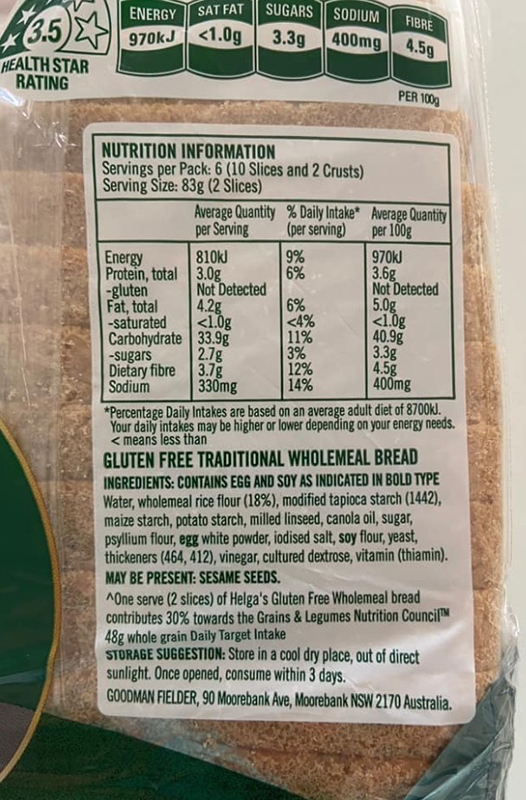 3.5
HEALTH STAR
RATING
ENERGY
970kJ
SAT FAT
<1.0g
SUGARS
3.3g
SODIUM
400mg
FIBRE
4.5g
PER 100g
NUTRITION INFORMATION
Servings per Pack: 6 (10 Slices and 2 Crusts)
Serving Size: 83g (2 Slices)
Average Quantity % Daily Intake* Average Quantity
per Serving (per serving) per 100g
Energy 810kJ 9% 970kJ
Protein, total 3.0g 6% 3.6g
-gluten Not Detected Not Detected
Fat, total 4.2g 6% 5.0g
-saturated <1.0g <4% <1.0g
Carbohydrate 33.9g 11% 40.9g
-sugars 2.7g 3% 3.3g
Dietary fibre 3.7g 12% 4.5g
Sodium 330mg 14% 400mg
*Percentage Daily Intakes are based on an average adult diet of 8700kJ.
Your daily intakes may be higher or lower depending on your energy needs.
< means less than
GLUTEN FREE TRADITIONAL WHOLEMEAL BREAD
INGREDIENTS: CONTAINS EGG AND SOY AS INDICATED IN BOLD TYPE
Water, wholemeal rice flour (18%), modified tapioca starch (1442),
maize starch, potato starch, milled linseed, canola oil, sugar,
psyllium flour, egg white powder, iodised salt, soy flour, yeast,
thickeners (464, 412), vinegar, cultured dextrose, vitamin (thiamin).
MAY BE PRESENT: SESAME SEEDS.
^One serve (2 slices) of Helga's Gluten Free Wholemeal bread
contributes 30% towards the Grains & Legumes Nutrition Council™
48g whole grain Daily Target Intake
STORAGE SUGGESTION: Store in a cool dry place, out of direct
sunlight. Once opened, consume within 3 days.
GOODMAN FIELDER, 90 Moorebank Ave, Moorebank NSW 2170 Australia.